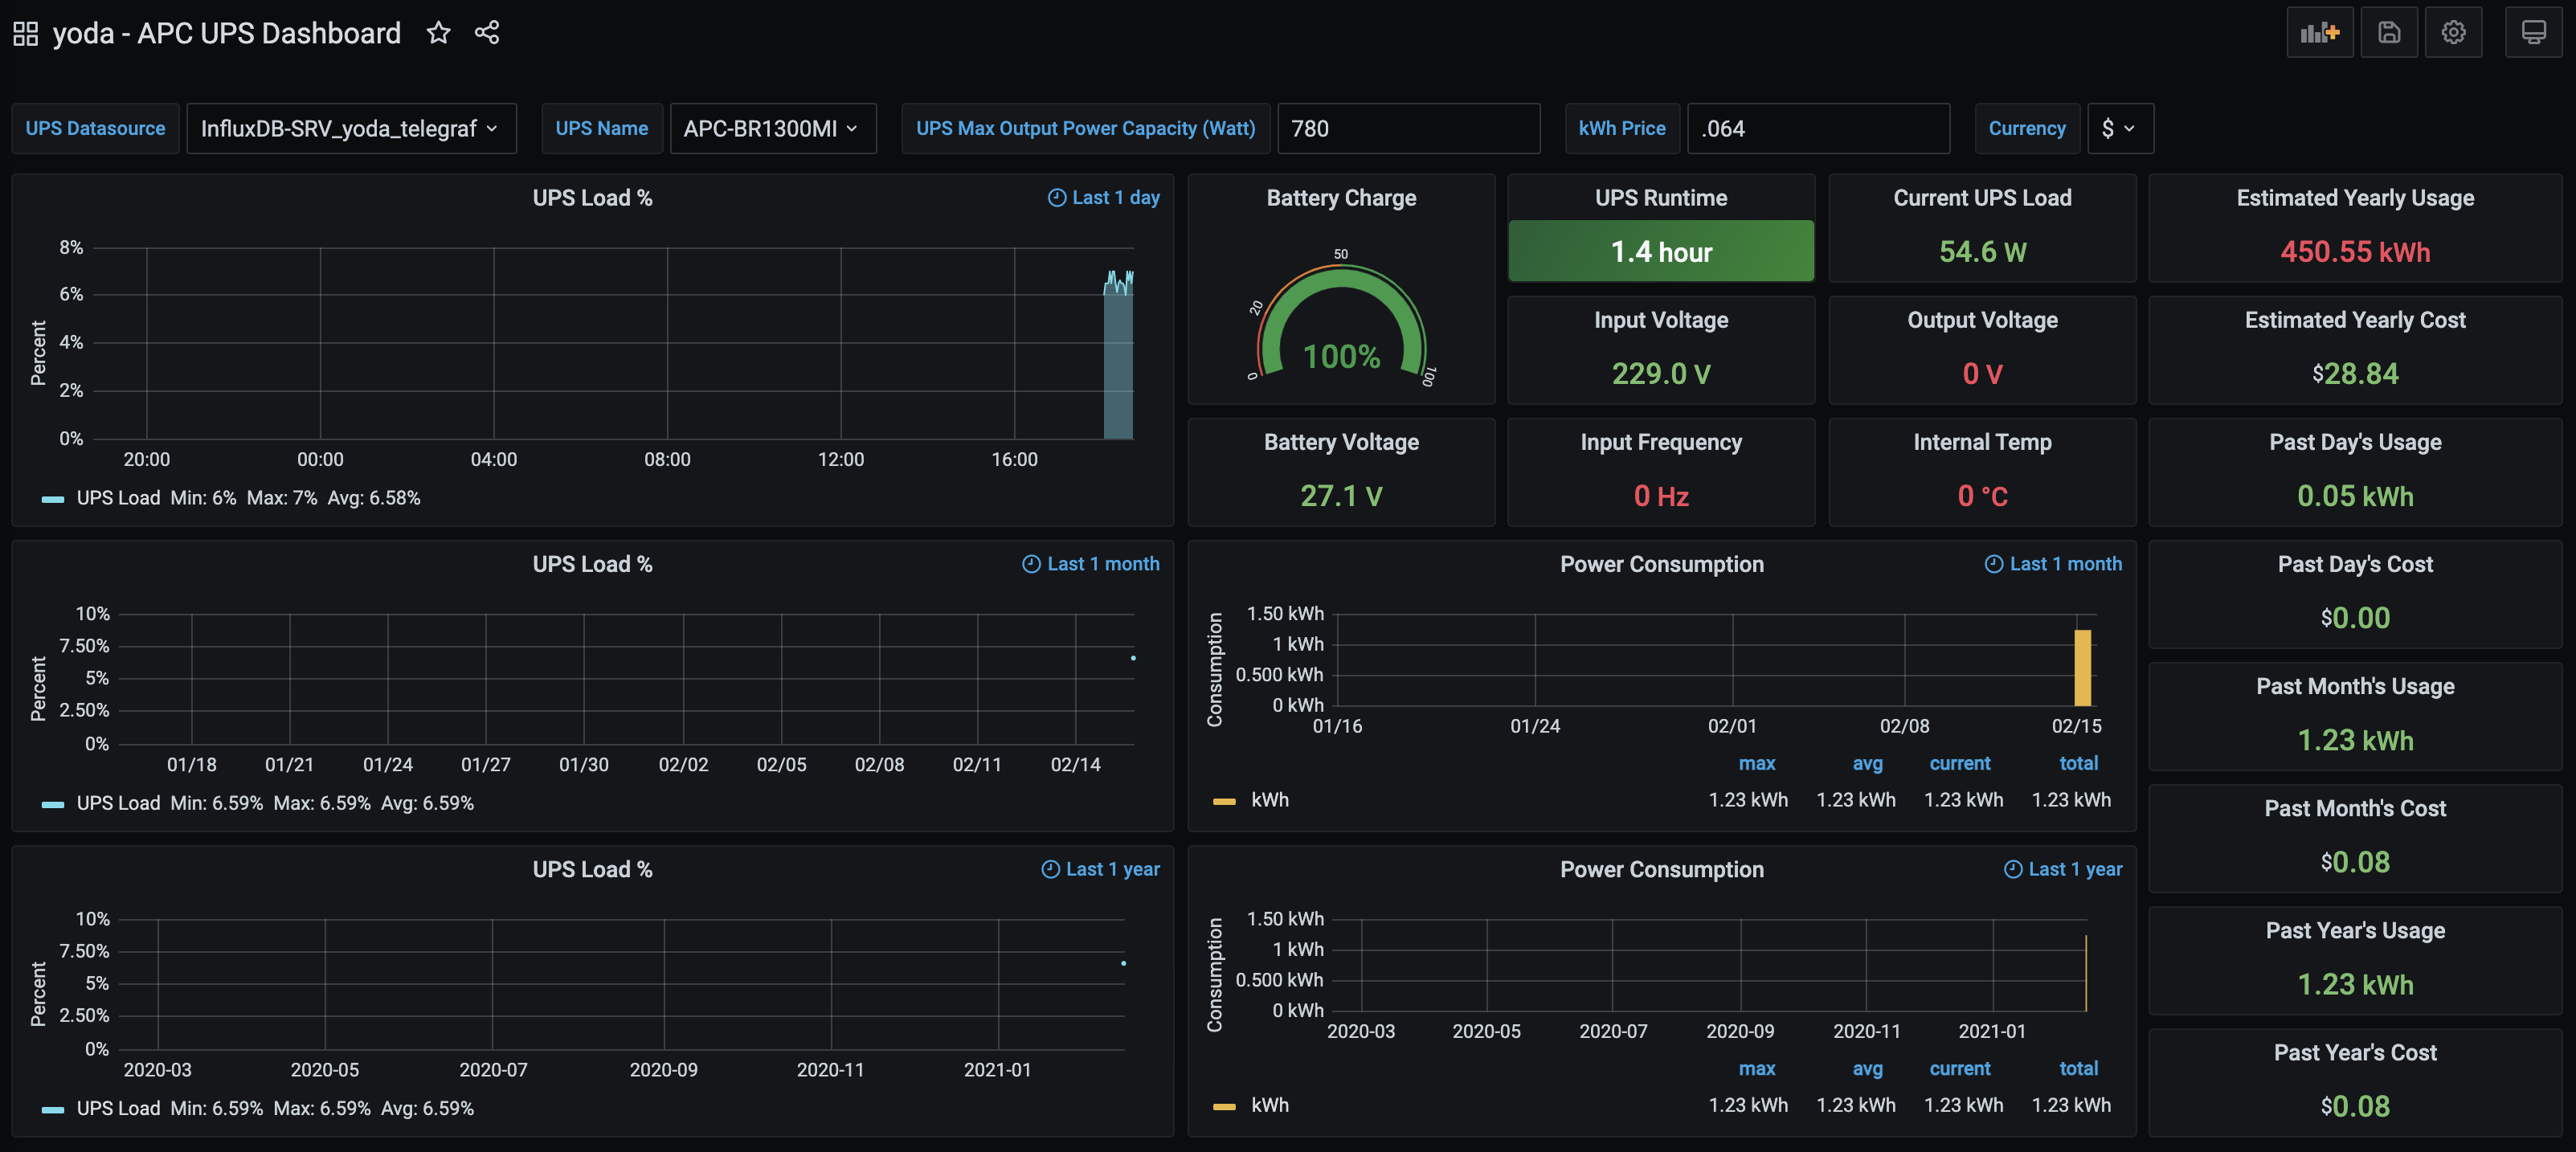 yoda - APC UPS Dashboard
UPS Datasource InfluxDB-SRV_yoda_telegraf UPS Name APC-BR1300MI UPS Max Output Power Capacity (Watt) 780 kWh Price .064 Currency $
UPS Load % Last 1 day
Percent
8%
6%
4%
2%
0%
20:00 00:00 04:00 08:00 12:00 16:00
UPS Load Min: 6% Max: 7% Avg: 6.58%
Battery Charge
0 20 50 100
100%
UPS Runtime
1.4 hour
Current UPS Load
54.6 W
Estimated Yearly Usage
450.55 kWh
Input Voltage
229.0 V
Output Voltage
0 V
Estimated Yearly Cost
$28.84
Battery Voltage
27.1 V
Input Frequency
0 Hz
Internal Temp
0 °C
Past Day's Usage
0.05 kWh
UPS Load % Last 1 month
Percent
10%
7.50%
5%
2.50%
0%
01/18 01/21 01/24 01/27 01/30 02/02 02/05 02/08 02/11 02/14
UPS Load Min: 6.59% Max: 6.59% Avg: 6.59%
Power Consumption Last 1 month
Consumption
1.50 kWh
1 kWh
0.500 kWh
0 kWh
01/16 01/24 02/01 02/08 02/15
max avg current total
kWh 1.23 kWh 1.23 kWh 1.23 kWh 1.23 kWh
Past Day's Cost
$0.00
Past Month's Usage
1.23 kWh
Past Month's Cost
$0.08
UPS Load % Last 1 year
Percent
10%
7.50%
5%
2.50%
0%
2020-03 2020-05 2020-07 2020-09 2020-11 2021-01
UPS Load Min: 6.59% Max: 6.59% Avg: 6.59%
Power Consumption Last 1 year
Consumption
1.50 kWh
1 kWh
0.500 kWh
0 kWh
2020-03 2020-05 2020-07 2020-09 2020-11 2021-01
max avg current total
kWh 1.23 kWh 1.23 kWh 1.23 kWh 1.23 kWh
Past Year's Usage
1.23 kWh
Past Year's Cost
$0.08